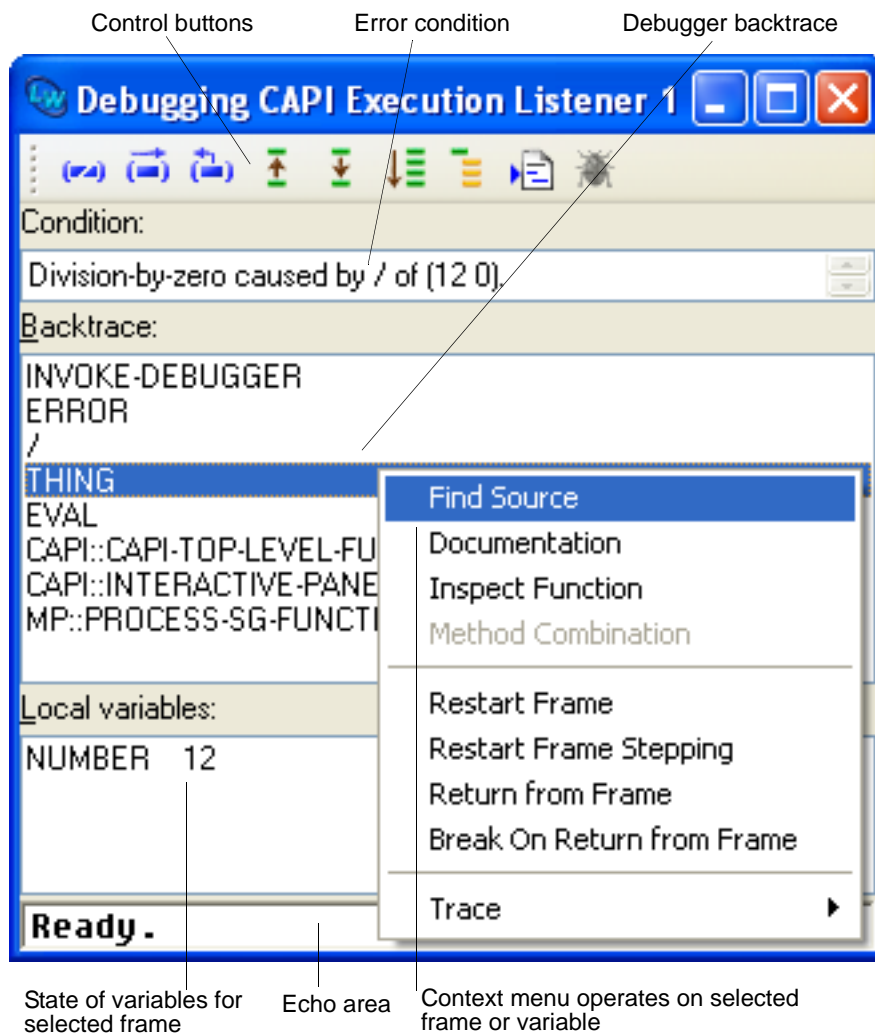 Control buttons Error condition Debugger backtrace
Debugging CAPI Execution Listener 1
Condition:
Division-by-zero caused by / of (12 0).
Backtrace:
INVOKE-DEBUGGER
ERROR
/
THING
EVAL
CAPI::CAPI-TOP-LEVEL-FU
CAPI::INTERACTIVE-PANE
MP::PROCESS-SG-FUNCTI
Find Source
Documentation
Inspect Function
Method Combination
Restart Frame
Restart Frame Stepping
Return from Frame
Break On Return from Frame
Trace
Local variables:
NUMBER 12
Ready.
State of variables for
selected frame
Echo area
Context menu operates on selected
frame or variable